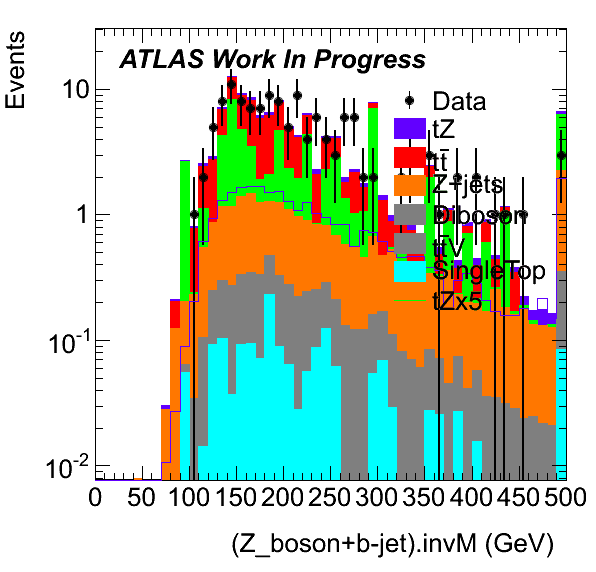 Events
ATLAS Work In Progress
10
1
10⁻¹
10⁻²
Data
tZ
tt̄
Z+jets
Diboson
tt̄V
SingleTop
tZx5
0 50 100 150 200 250 300 350 400 450 500
(Z_boson+b-jet).invM (GeV)